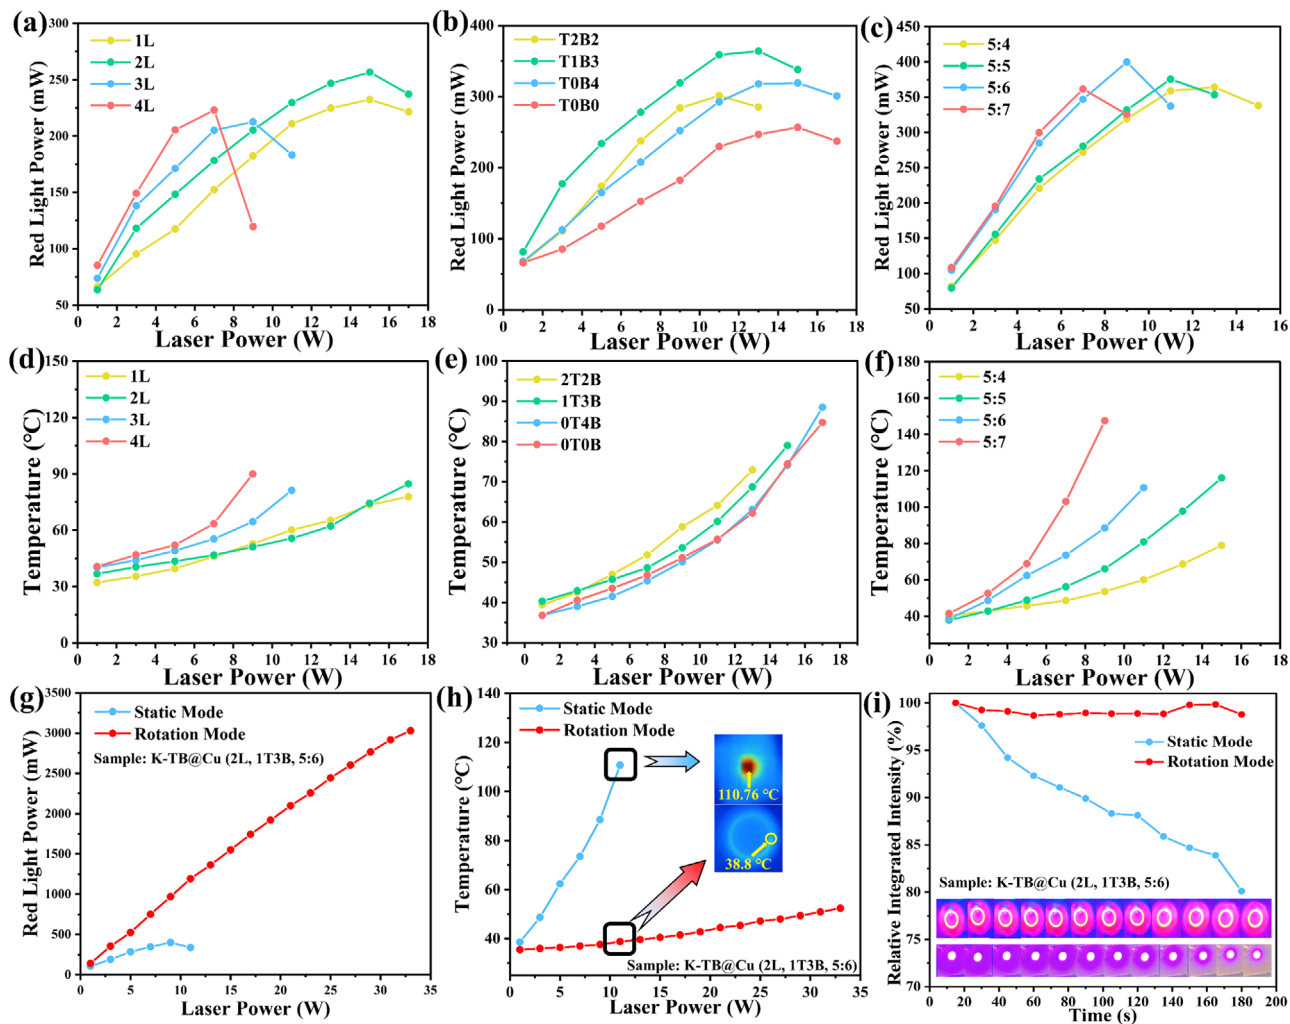 (a)
300
250
200
150
100
50
0 2 4 6 8 10 12 14 16 18
Red Light Power (mW)
Laser Power (W)
1L
2L
3L
4L
(b)
400
300
200
100
0
2 4 6 8 10 12 14 16 18
Red Light Power (mW)
Laser Power (W)
T2B2
T1B3
T0B4
T0B0
(c)
450
400
350
300
250
200
150
100
50
0 2 4 6 8 10 12 14 16
Red Light Power (mW)
Laser Power (W)
5:4
5:5
5:6
5:7
(d)
150
120
90
60
30
0
0 2 4 6 8 10 12 14 16 18
Temperature (℃)
Laser Power (W)
1L
2L
3L
4L
(e)
100
90
80
70
60
50
40
30
0 2 4 6 8 10 12 14 16 18
Temperature (℃)
Laser Power (W)
2T2B
1T3B
0T4B
0T0B
(f)
180
160
140
120
100
80
60
40
0 2 4 6 8 10 12 14 16 18
Temperature (℃)
Laser Power (W)
5:4
5:5
5:6
5:7
(g)
3500
3000
2500
2000
1500
1000
500
0
0 5 10 15 20 25 30 35
Red Light Power (mW)
Laser Power (W)
Static Mode
Rotation Mode
Sample: K-TB@Cu (2L, 1T3B, 5:6)
(h)
140
120
100
80
60
40
0 5 10 15 20 25 30 35
Temperature (℃)
Laser Power (W)
Static Mode
Rotation Mode
110.76 ℃
38.8 ℃
Sample: K-TB@Cu (2L, 1T3B, 5:6)
(i)
100
95
90
85
80
75
70
0 20 40 60 80 100 120 140 160 180 200
Relative Integrated Intensity (%)
Time (s)
Static Mode
Rotation Mode
Sample: K-TB@Cu (2L, 1T3B, 5:6)